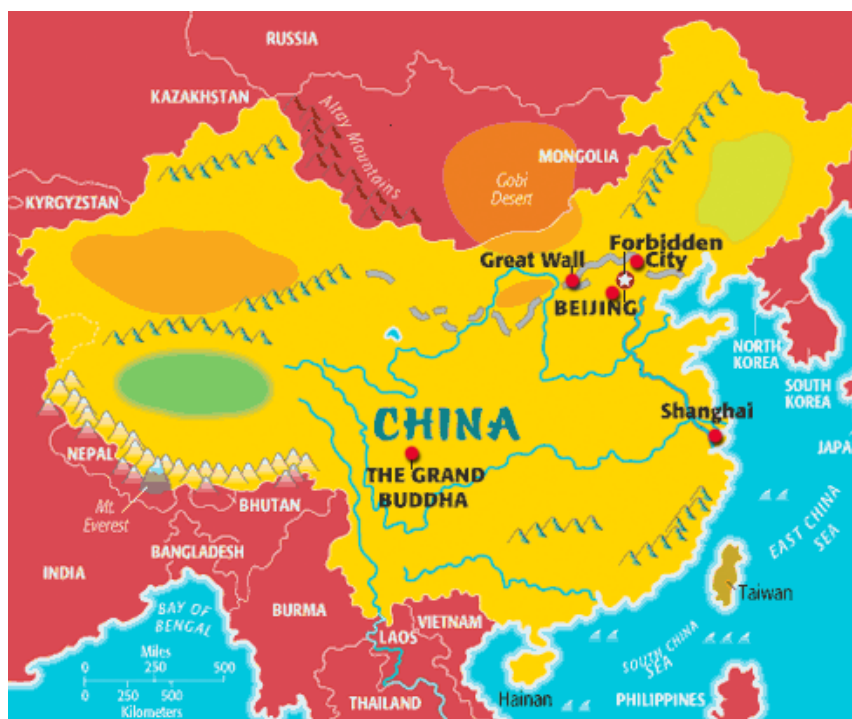 RUSSIA
KAZAKHSTAN
Altay Mountains
MONGOLIA
Gobi
Desert
KYRGYZSTAN
Forbidden
City
Great Wall
BEIJING
NORTH
KOREA
SOUTH
KOREA
CHINA
Shanghai
JAPA
NEPAL
THE GRAND
BUDDHA
Mt.
Everest
BHUTAN
EAST CHINA
SEA
BANGLADESH
INDIA
Taiwan
BAY OF
BENGAL
BURMA
VIETNAM
LAOS
SOUTH CHINA
SEA
Miles
0 250 500
0 250 500
Kilometers
THAILAND
Hainan
PHILIPPINES